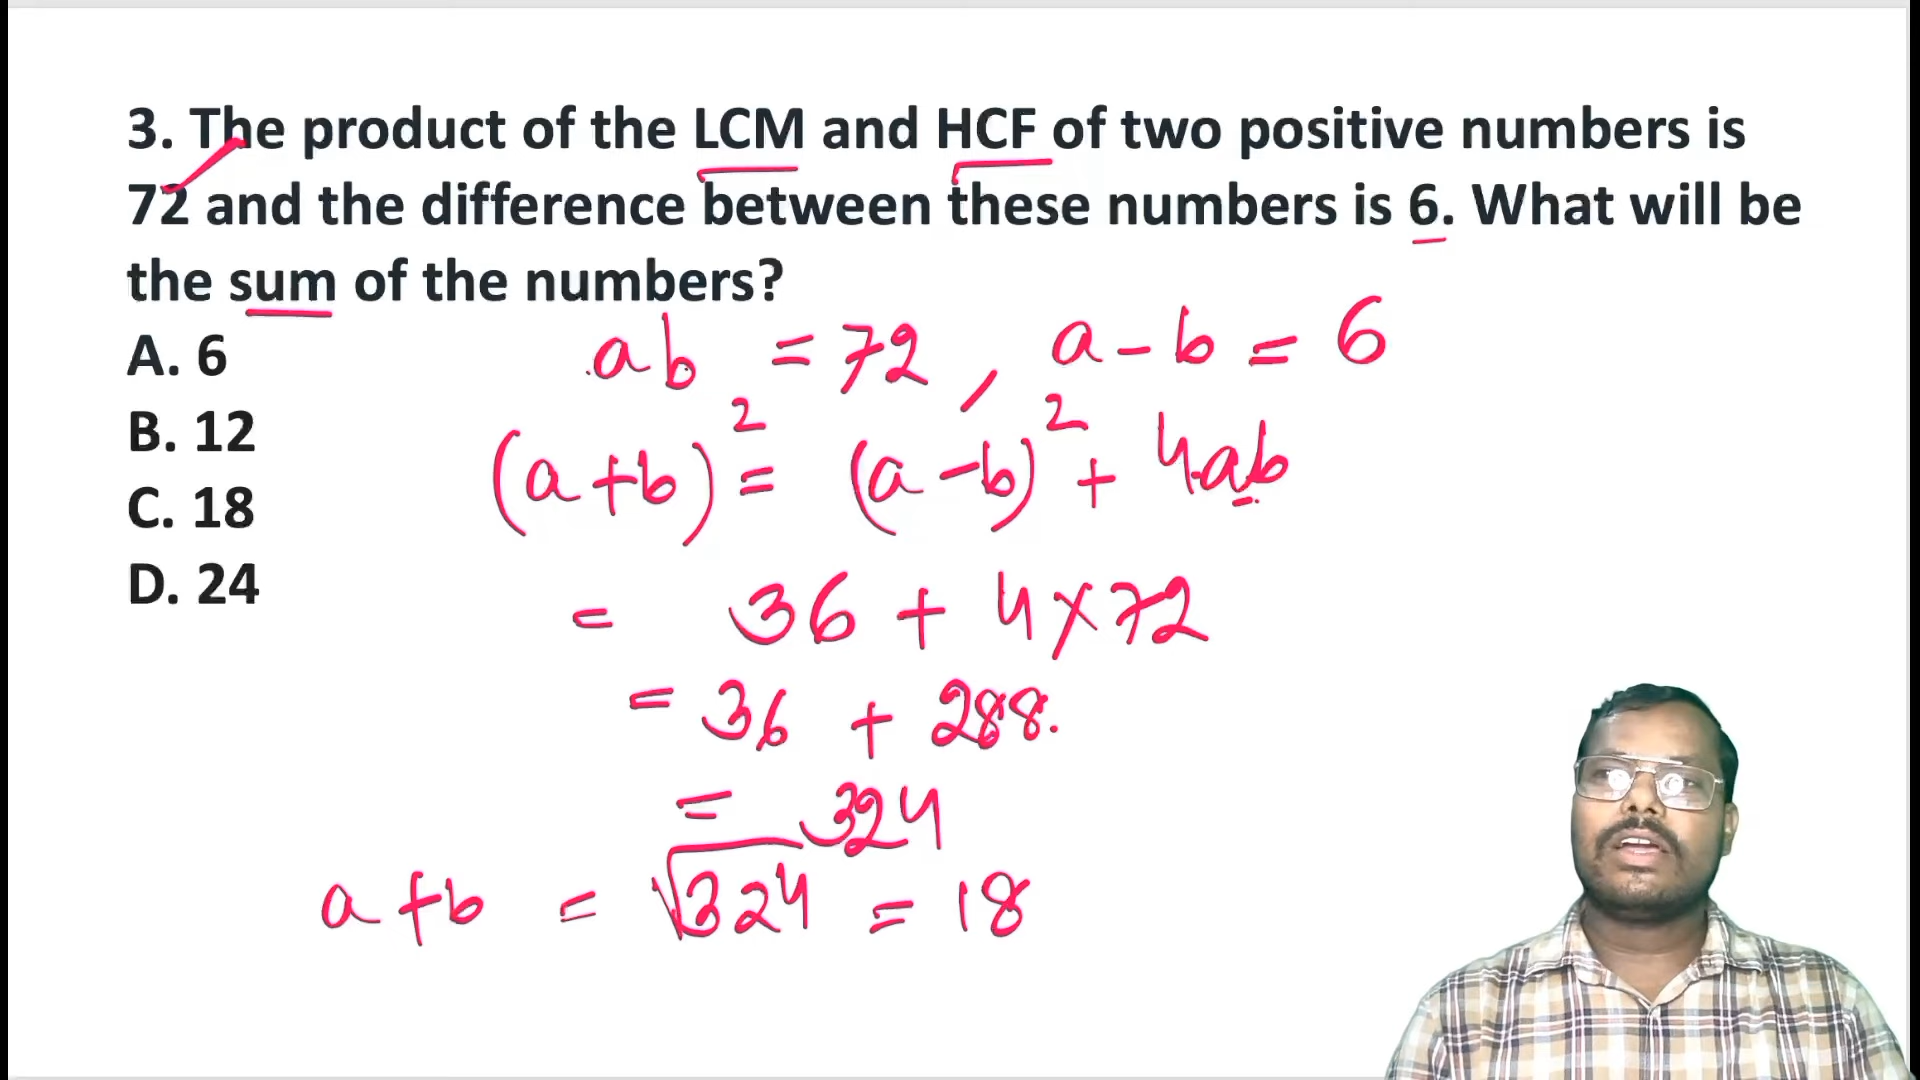 3. The product of the LCM and HCF of two positive numbers is
72 and the difference between these numbers is 6. What will be
the sum of the numbers?
A. 6
B. 12
C. 18
D. 24
ab = 72, a - b = 6
(a + b)² = (a - b)² + 4ab
= 36 + 4 × 72
= 36 + 288.
= 324
a + b = √324 = 18